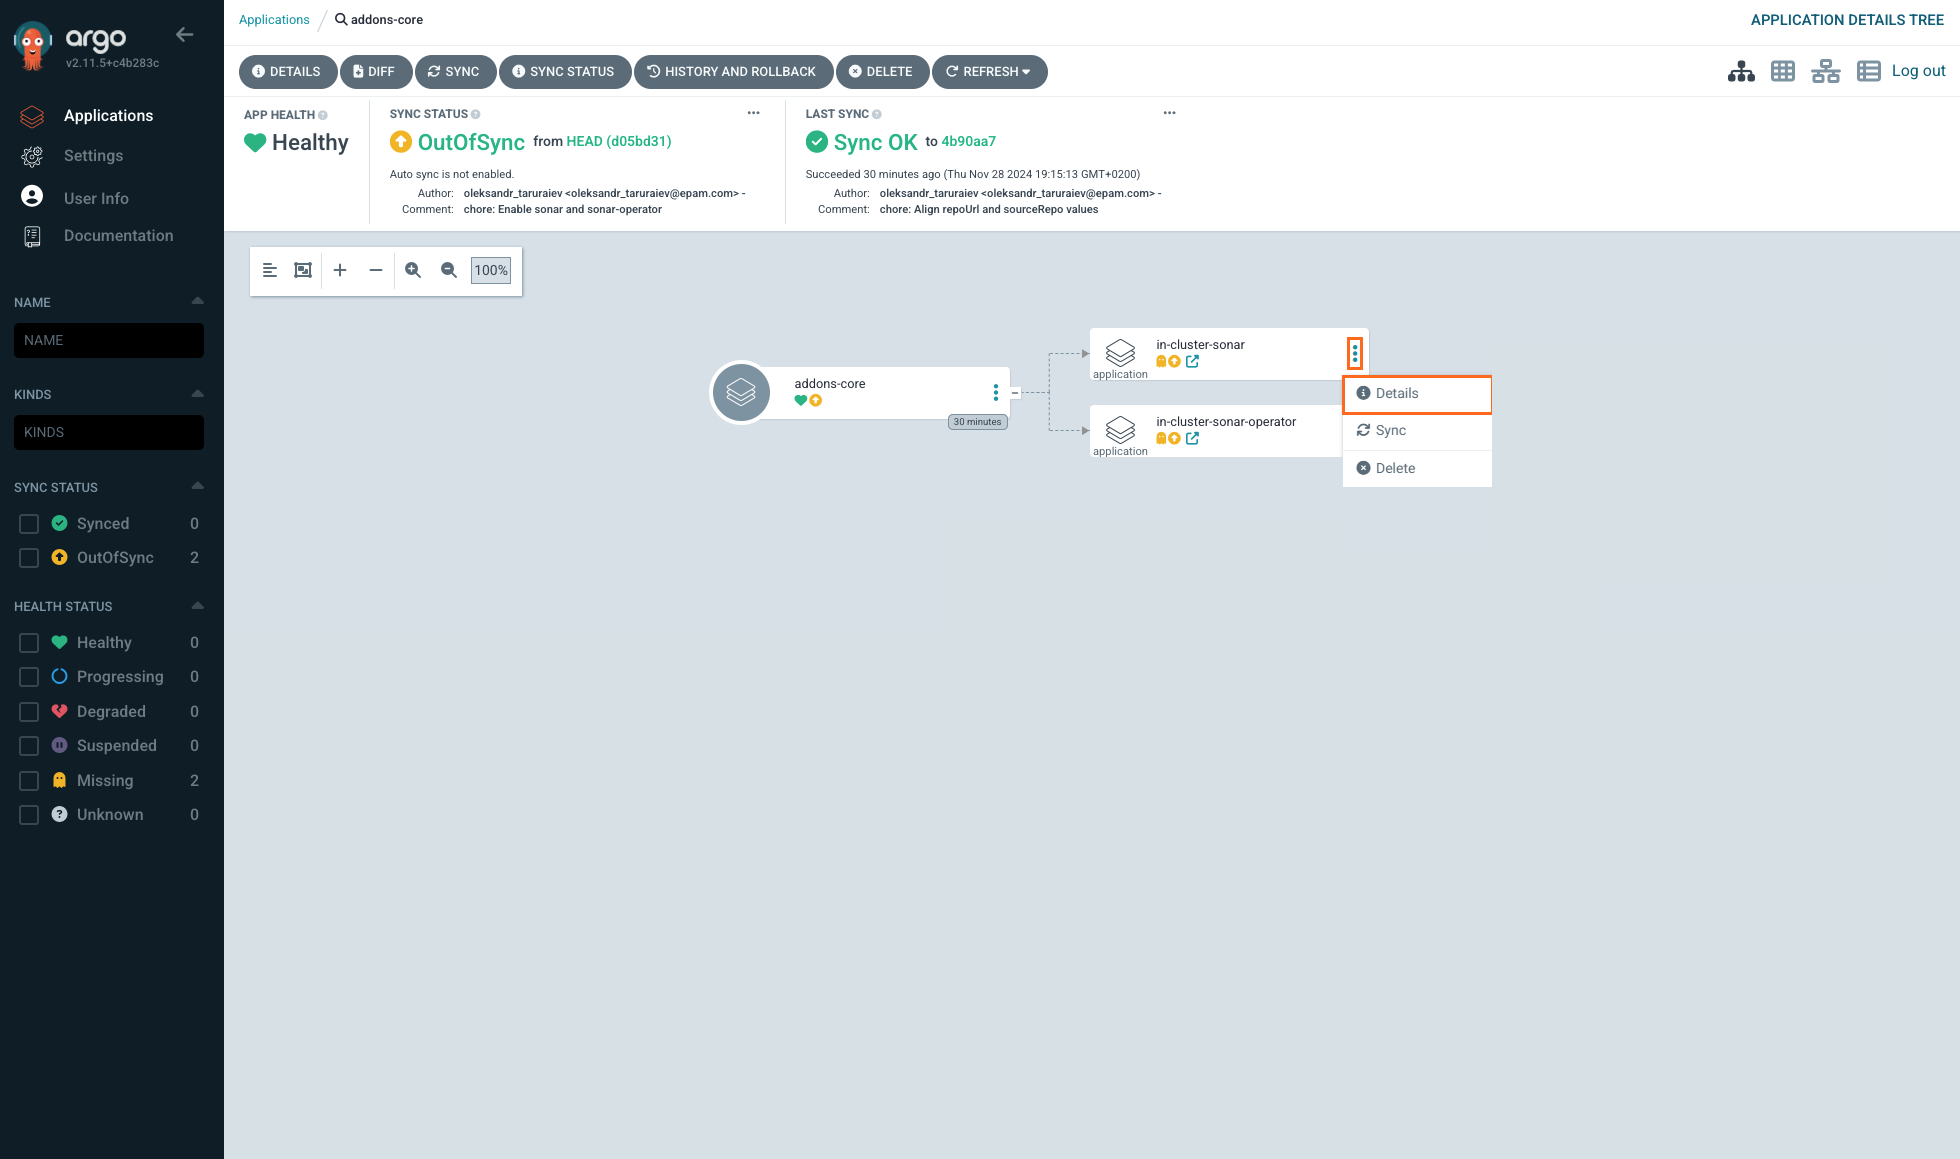 argo
v2.11.5+c4b283c
Applications
Settings
User Info
Documentation
NAME
NAME
KINDS
KINDS
SYNC STATUS
Synced 0
OutOfSync 2
HEALTH STATUS
Healthy 0
Progressing 0
Degraded 0
Suspended 0
Missing 2
Unknown 0
Applications / addons-core
APPLICATION DETAILS TREE
DETAILS DIFF SYNC SYNC STATUS HISTORY AND ROLLBACK DELETE REFRESH
Log out
APP HEALTH
Healthy
SYNC STATUS
OutOfSync from HEAD (d05bd31)
Auto sync is not enabled.
Author: oleksandr_taruraiev <oleksandr_taruraiev@epam.com> -
Comment: chore: Enable sonar and sonar-operator
LAST SYNC
Sync OK to 4b90aa7
Succeeded 30 minutes ago (Thu Nov 28 2024 19:15:13 GMT+0200)
Author: oleksandr_taruraiev <oleksandr_taruraiev@epam.com> -
Comment: chore: Align repoUrl and sourceRepo values
100%
addons-core
30 minutes
in-cluster-sonar
application
in-cluster-sonar-operator
application
Details
Sync
Delete